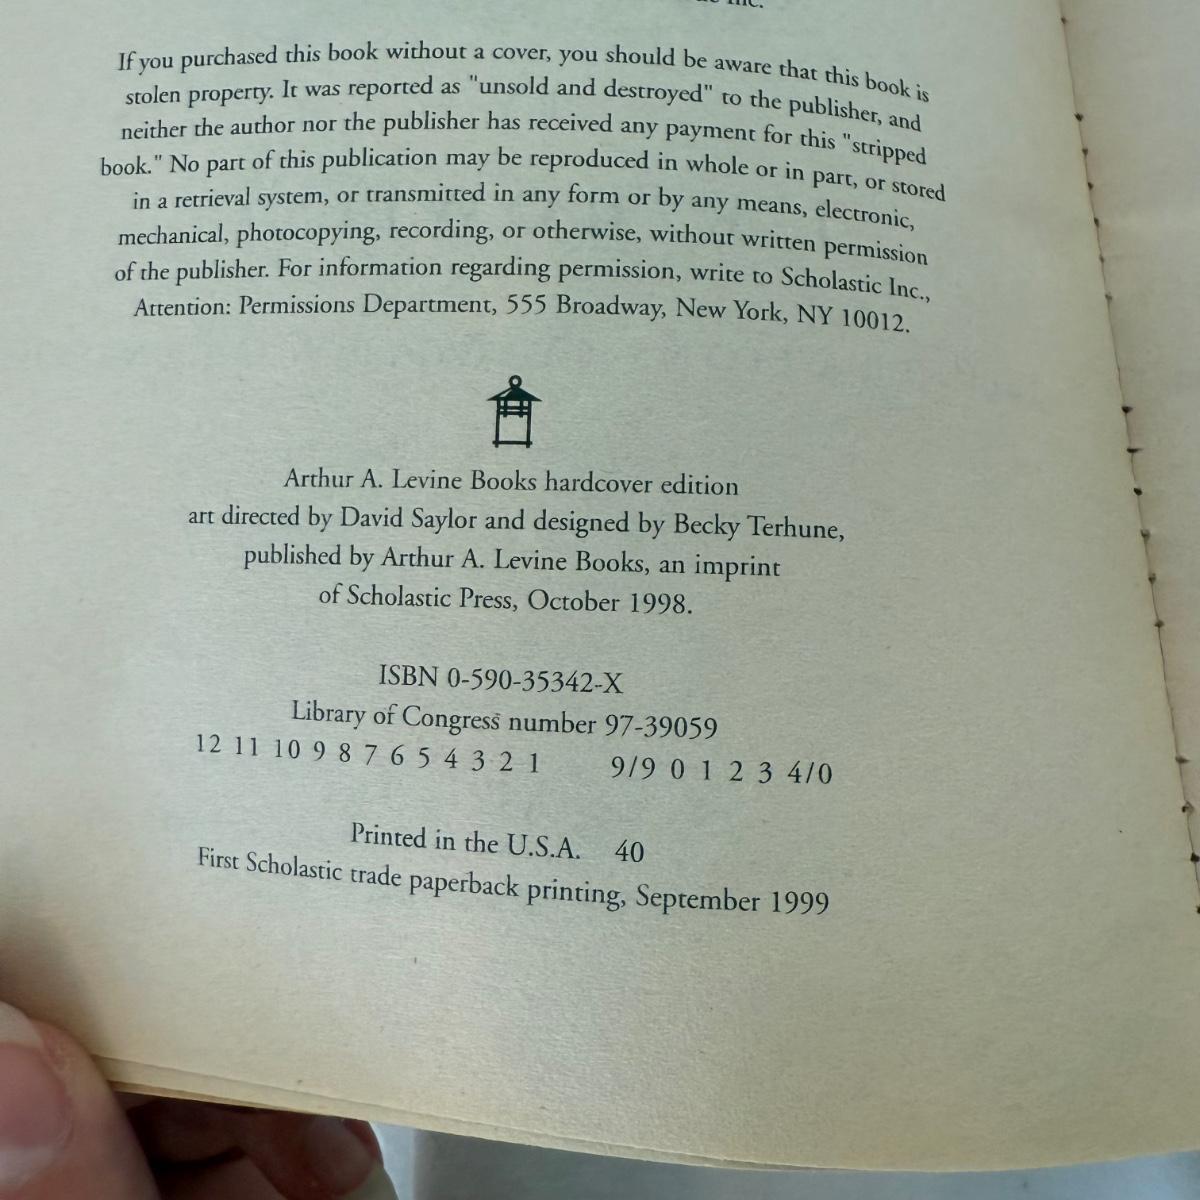 Inc.
If you purchased this book without a cover, you should be aware that this book is
stolen property. It was reported as "unsold and destroyed" to the publisher, and
neither the author nor the publisher has received any payment for this "stripped
book." No part of this publication may be reproduced in whole or in part, or stored
in a retrieval system, or transmitted in any form or by any means, electronic,
mechanical, photocopying, recording, or otherwise, without written permission
of the publisher. For information regarding permission, write to Scholastic Inc.,
Attention: Permissions Department, 555 Broadway, New York, NY 10012.
Arthur A. Levine Books hardcover edition
art directed by David Saylor and designed by Becky Terhune,
published by Arthur A. Levine Books, an imprint
of Scholastic Press, October 1998.
ISBN 0-590-35342-X
Library of Congress number 97-39059
12 11 10 9 8 7 6 5 4 3 2 1 9/9 0 1 2 3 4/0
Printed in the U.S.A. 40
First Scholastic trade paperback printing, September 1999